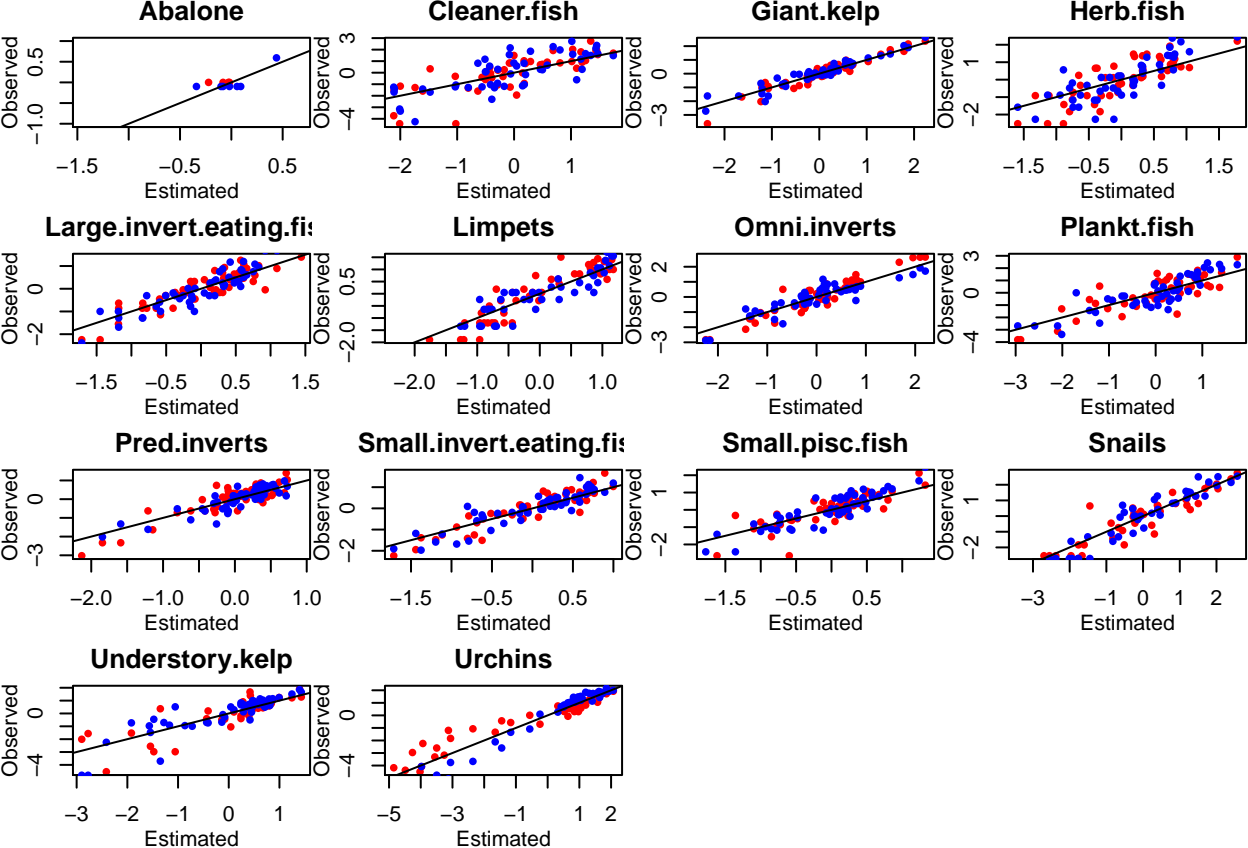 Abalone
Observed
−1.0
0.5
−1.5
−0.5
0.5
Estimated
Cleaner.fish
Observed
−4
0
3
−2
−1
0
1
Estimated
Giant.kelp
Observed
−3
0
−2
−1
0
1
2
Estimated
Herb.fish
Observed
−2
1
−1.5
−0.5
0.5
1.5
Estimated
Large.invert.eating.fis
Observed
−2
0
−1.5
−0.5
0.5
1.5
Estimated
Limpets
Observed
−2.0
0.5
−2.0
−1.0
0.0
1.0
Estimated
Omni.inverts
Observed
−3
0
2
−2
−1
0
1
2
Estimated
Plankt.fish
Observed
−4
0
3
−3
−2
−1
0
1
Estimated
Pred.inverts
Observed
−3
0
−2.0
−1.0
0.0
1.0
Estimated
Small.invert.eating.fis
Observed
−2
0
−1.5
−0.5
0.5
Estimated
Small.pisc.fish
Observed
−2
1
−1.5
−0.5
0.5
Estimated
Snails
Observed
−2
1
−3
−1
0
1
2
Estimated
Understory.kelp
Observed
−4
0
−3
−2
−1
0
1
Estimated
Urchins
Observed
−4
0
−5
−3
−1
1
2
Estimated